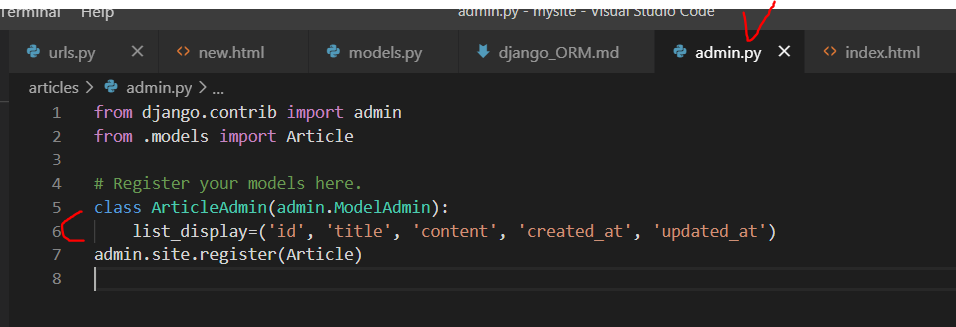 Terminal Help admin.py - mysite - Visual Studio Code
urls.py new.html models.py django_ORM.md admin.py index.html
articles > admin.py > ...
1 from django.contrib import admin
2 from .models import Article
3
4 # Register your models here.
5 class ArticleAdmin(admin.ModelAdmin):
6     list_display=('id', 'title', 'content', 'created_at', 'updated_at')
7 admin.site.register(Article)
8